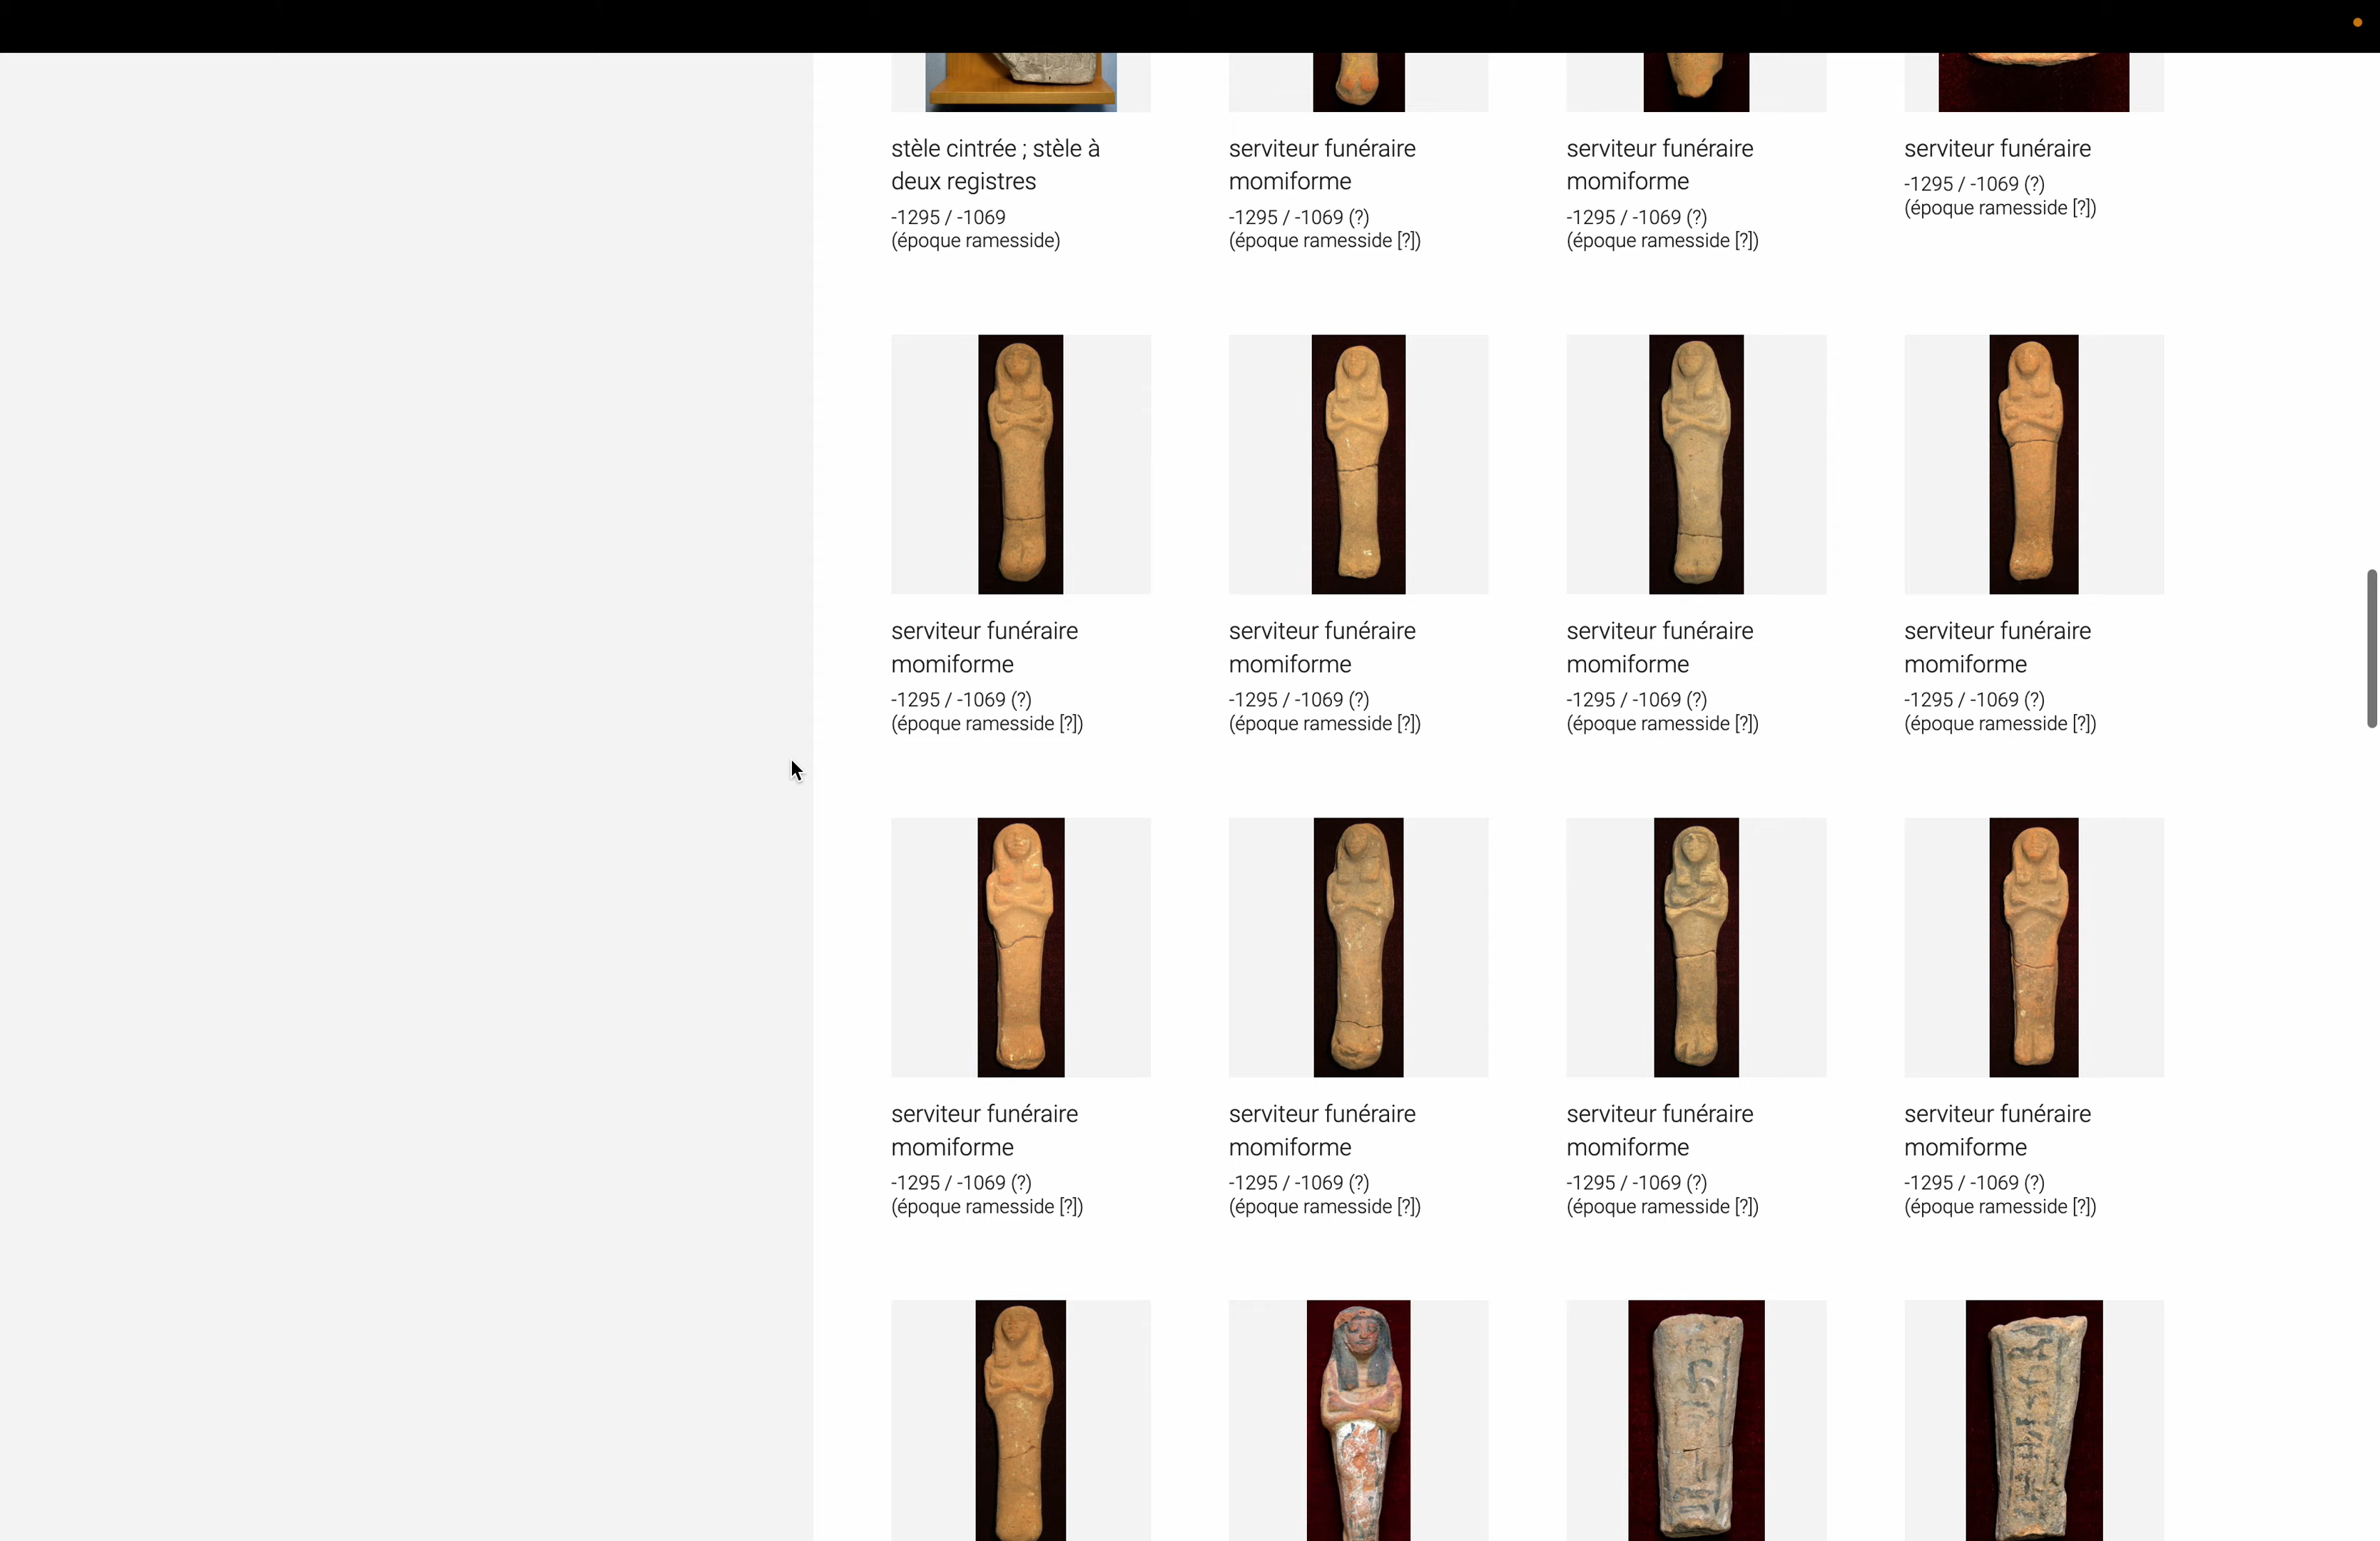 stèle cintrée ; stèle à
deux registres
-1295 / -1069
(époque ramesside)
serviteur funéraire
momiforme
-1295 / -1069 (?)
(époque ramesside [?])
serviteur funéraire
momiforme
-1295 / -1069 (?)
(époque ramesside [?])
serviteur funéraire
-1295 / -1069 (?)
(époque ramesside [?])
serviteur funéraire
momiforme
-1295 / -1069 (?)
(époque ramesside [?])
serviteur funéraire
momiforme
-1295 / -1069 (?)
(époque ramesside [?])
serviteur funéraire
momiforme
-1295 / -1069 (?)
(époque ramesside [?])
serviteur funéraire
momiforme
-1295 / -1069 (?)
(époque ramesside [?])
serviteur funéraire
momiforme
-1295 / -1069 (?)
(époque ramesside [?])
serviteur funéraire
momiforme
-1295 / -1069 (?)
(époque ramesside [?])
serviteur funéraire
momiforme
-1295 / -1069 (?)
(époque ramesside [?])
serviteur funéraire
momiforme
-1295 / -1069 (?)
(époque ramesside [?])